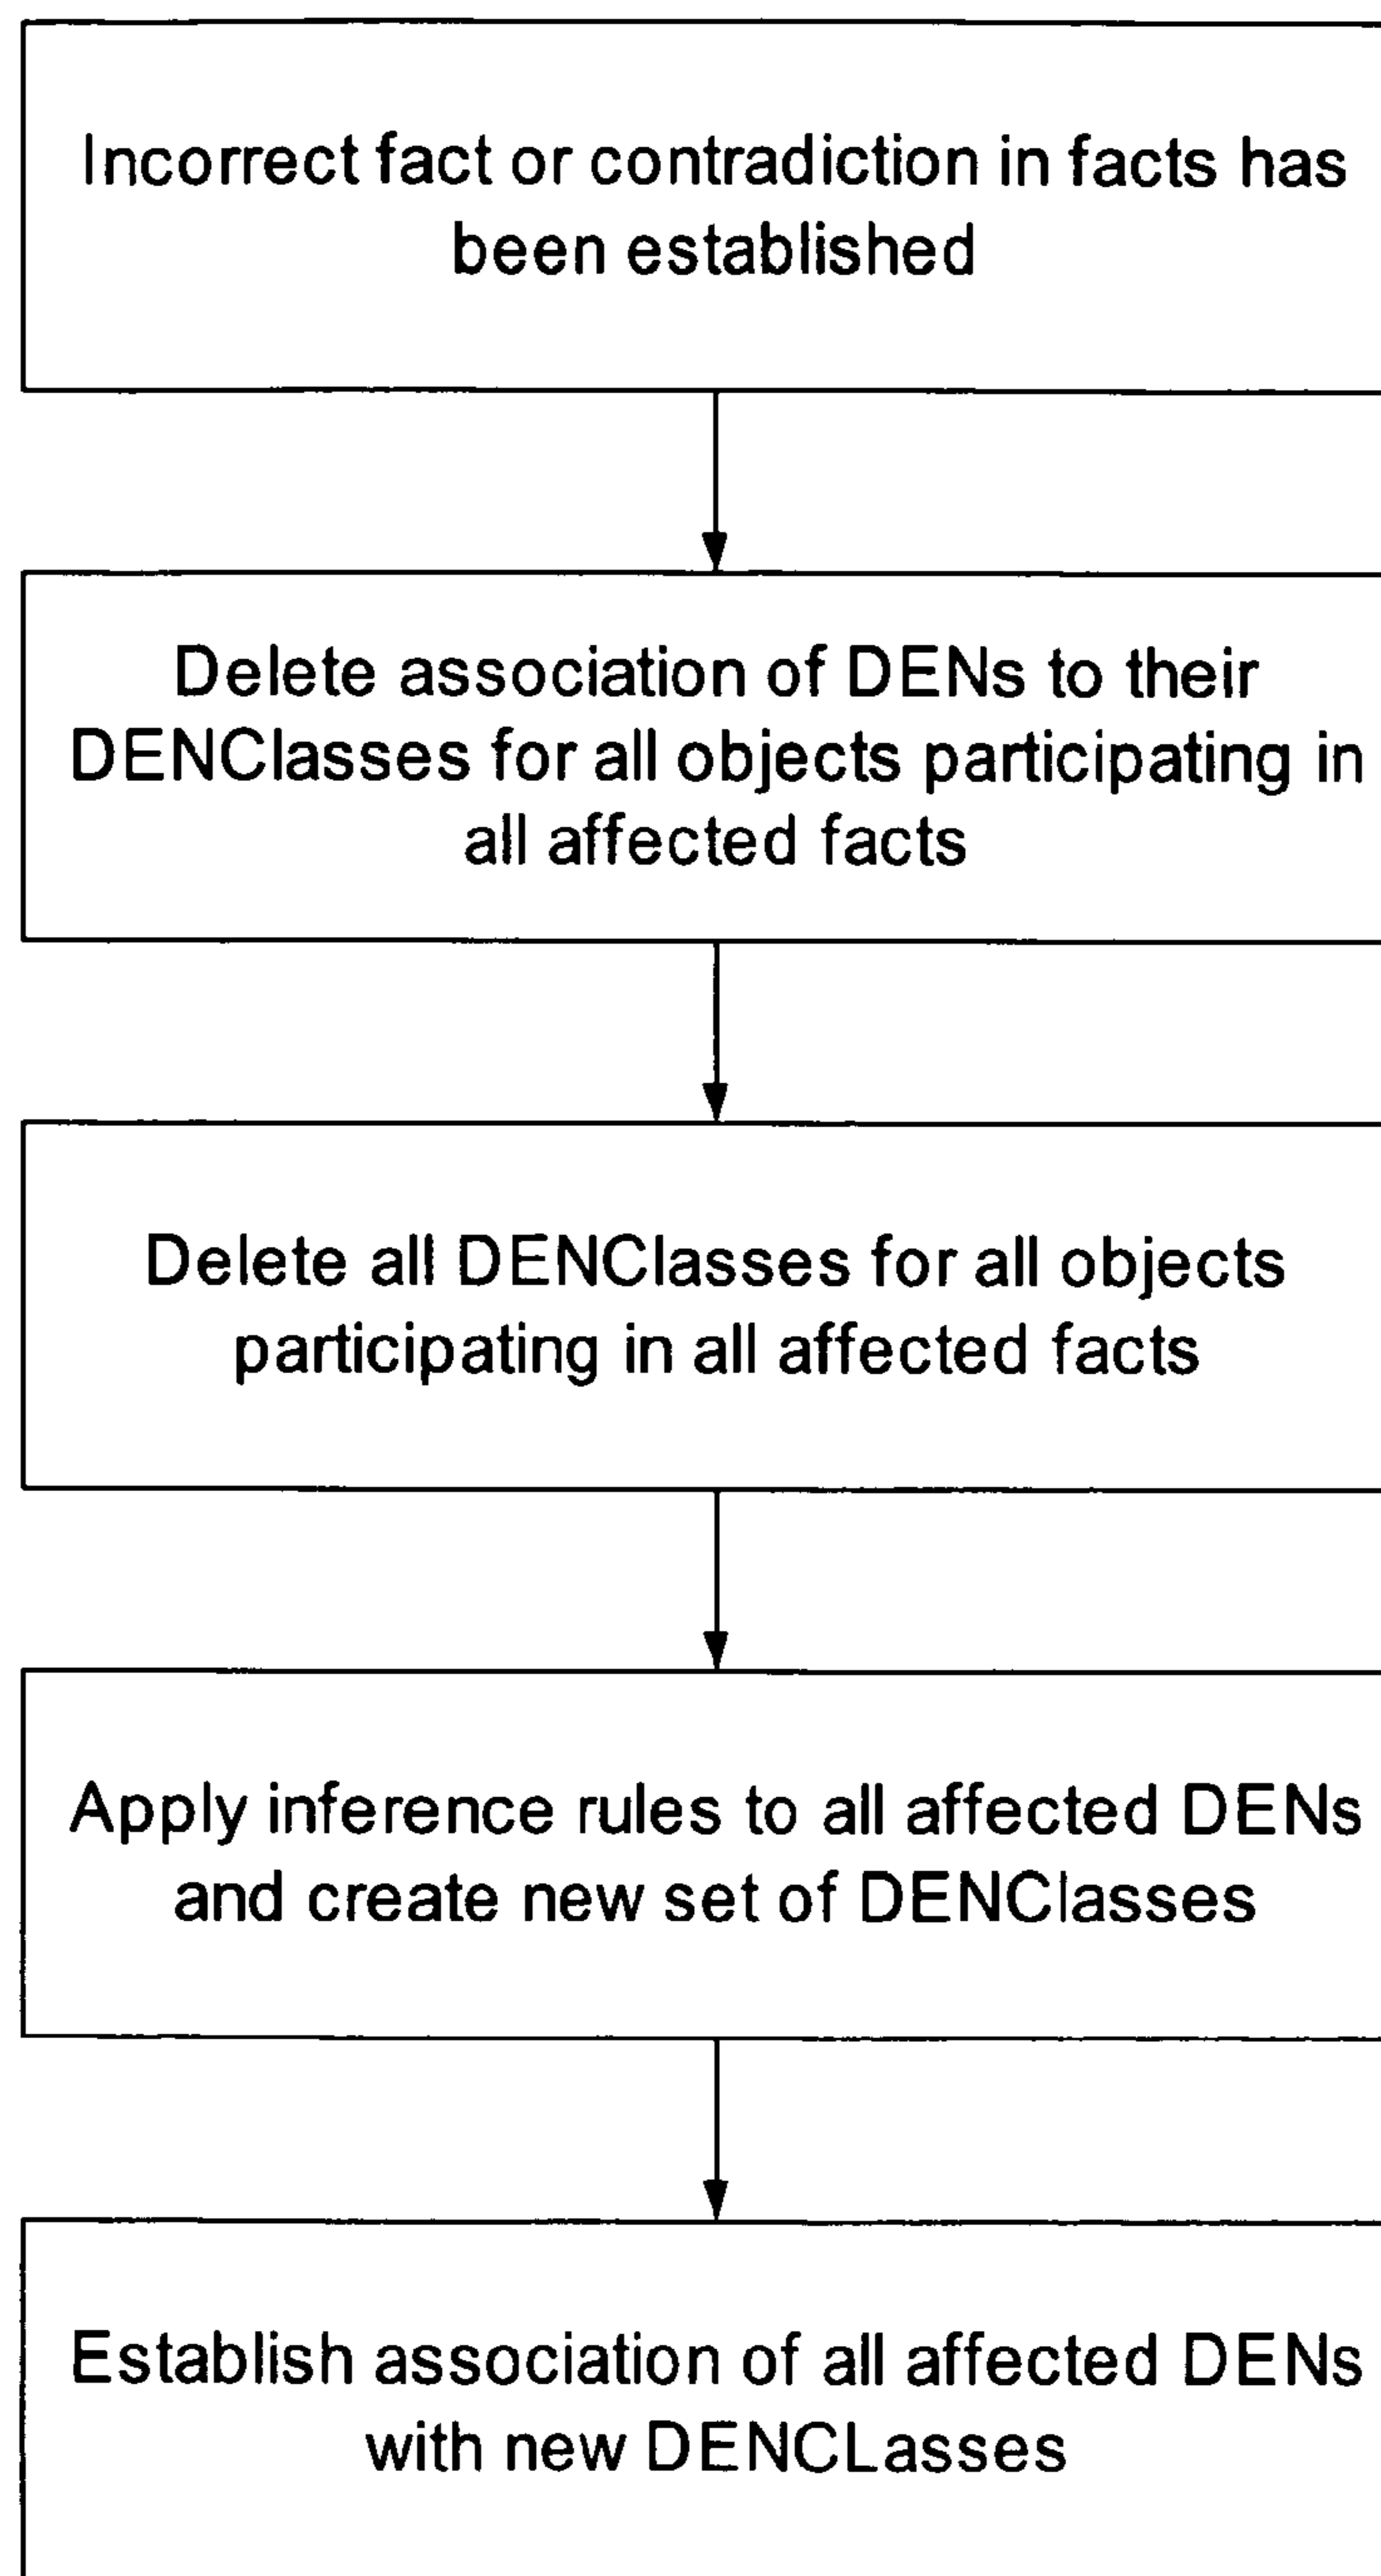 Incorrect fact or contradiction in facts has
been established
Delete association of DENs to their
DENClasses for all objects participating in
all affected facts
Delete all DENClasses for all objects
participating in all affected facts
Apply inference rules to all affected DENs
and create new set of DENClasses
Establish association of all affected DENs
with new DENCLasses